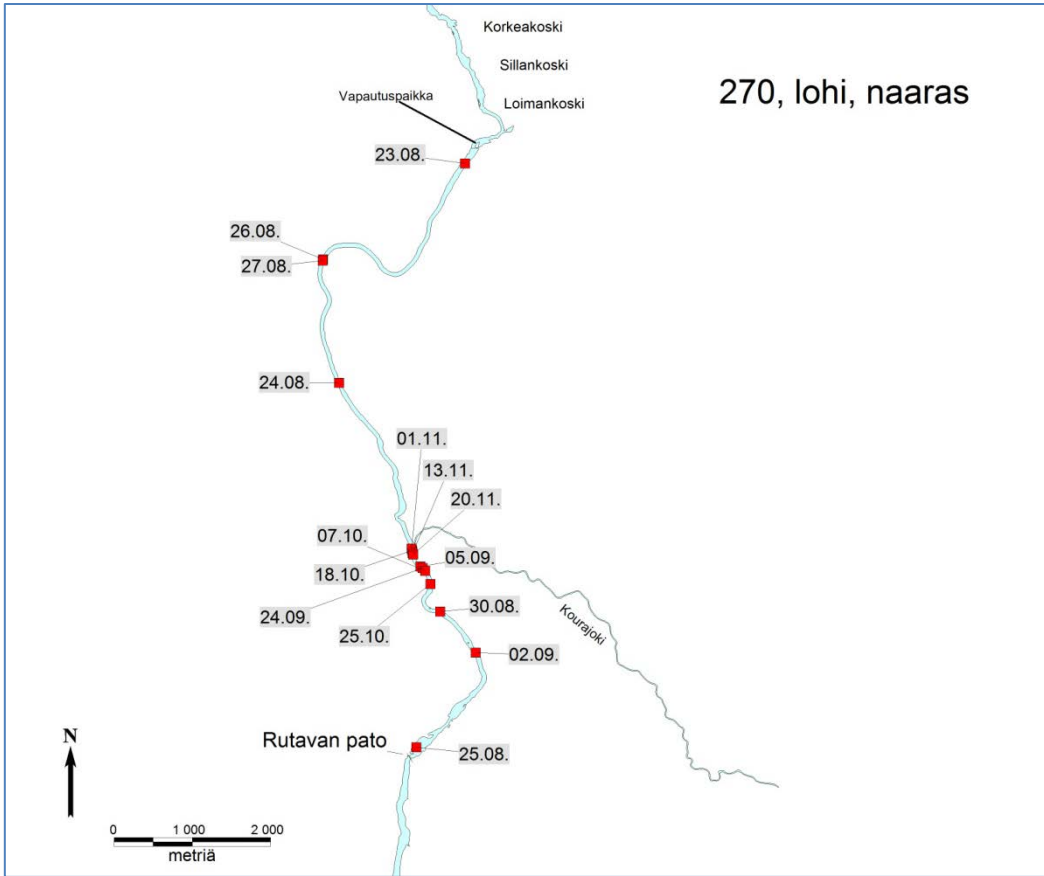 Korkeakoski
Sillankoski
270, lohi, naaras
Vapautuspaikka
Loimankoski
23.08.
26.08.
27.08.
24.08.
01.11.
13.11.
20.11.
07.10.
05.09.
18.10.
24.09.
30.08.
25.10.
Kourajoki
02.09.
Rutavan pato
25.08.
N
0 1 000 2 000
metriä